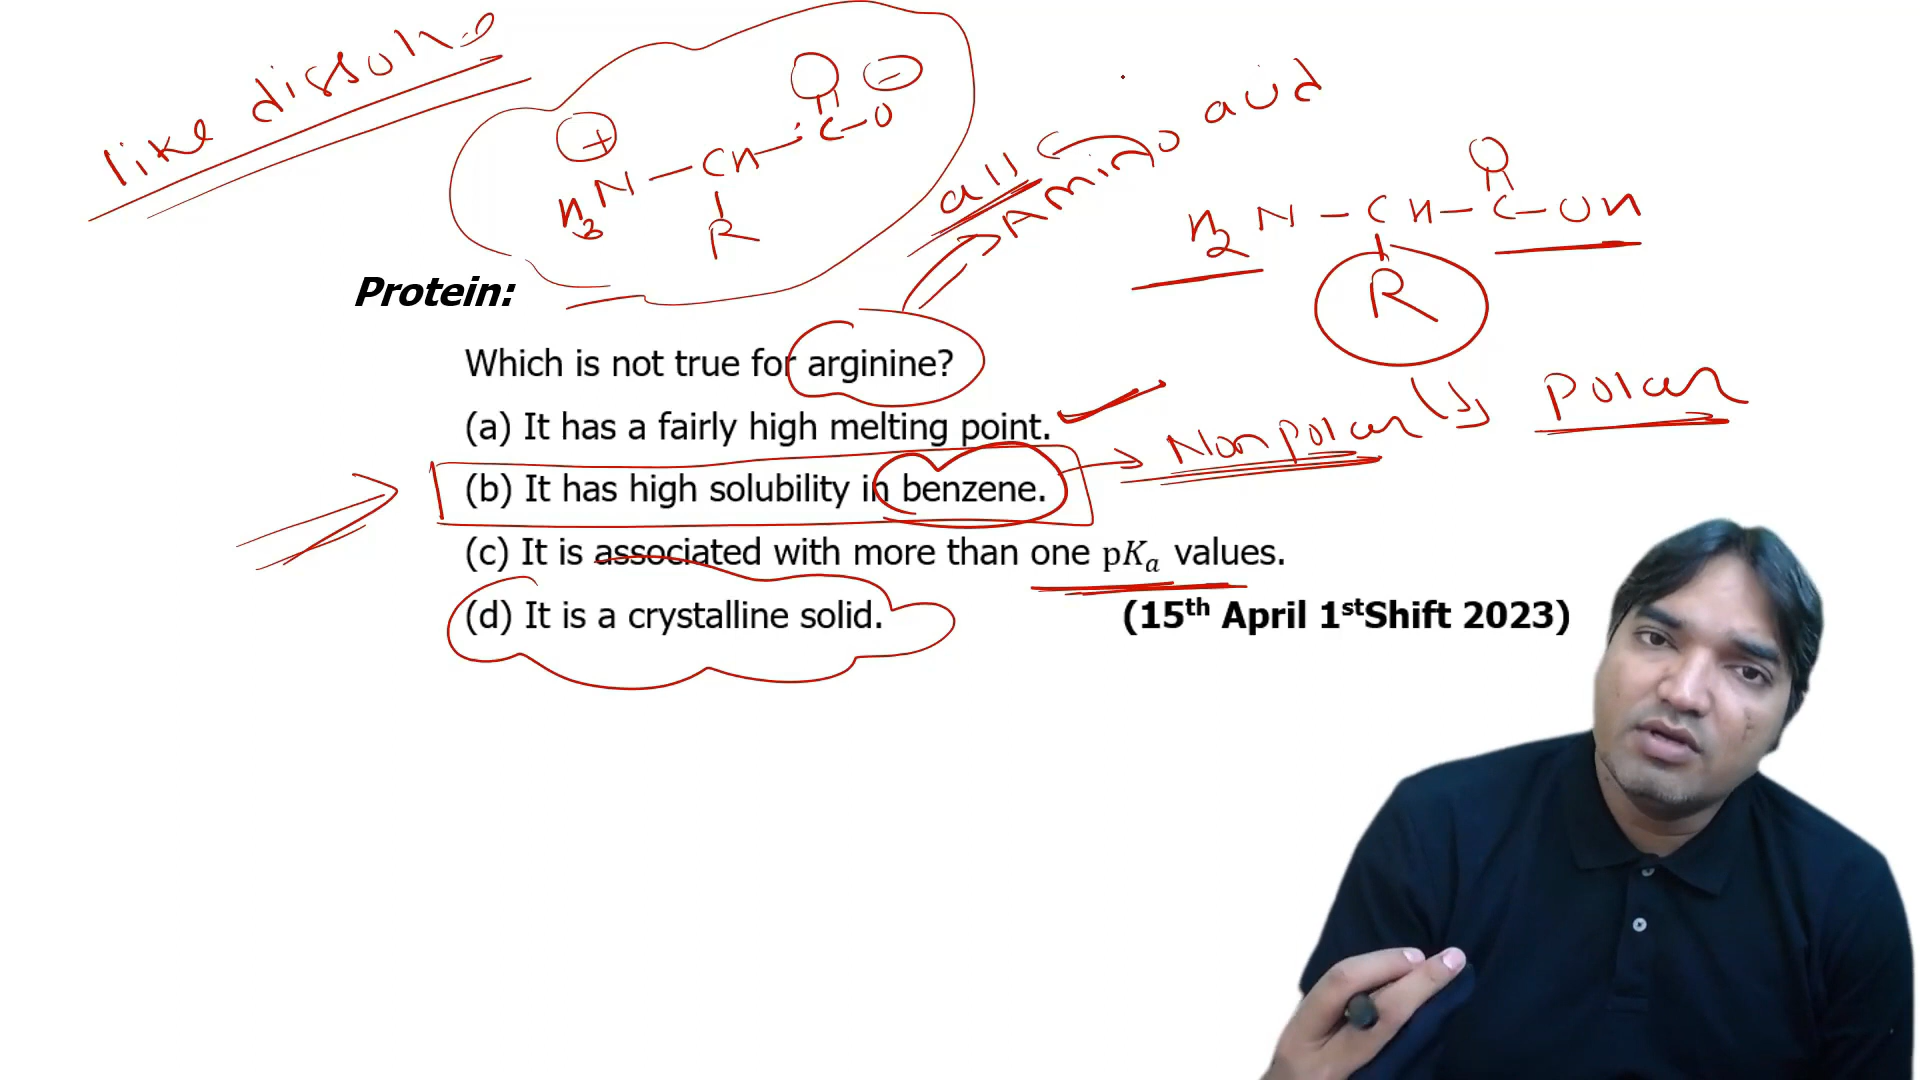 like dissolve
⊕ O ⊖
H3N – CH – C–O
R
all Amino acid
O
H2N – CH – C – OH
R
Protein:
Which is not true for arginine?
(a) It has a fairly high melting point.
Nonpolar
Polar
(b) It has high solubility in benzene.
(c) It is associated with more than one pKa values.
(d) It is a crystalline solid.
(15th April 1stShift 2023)